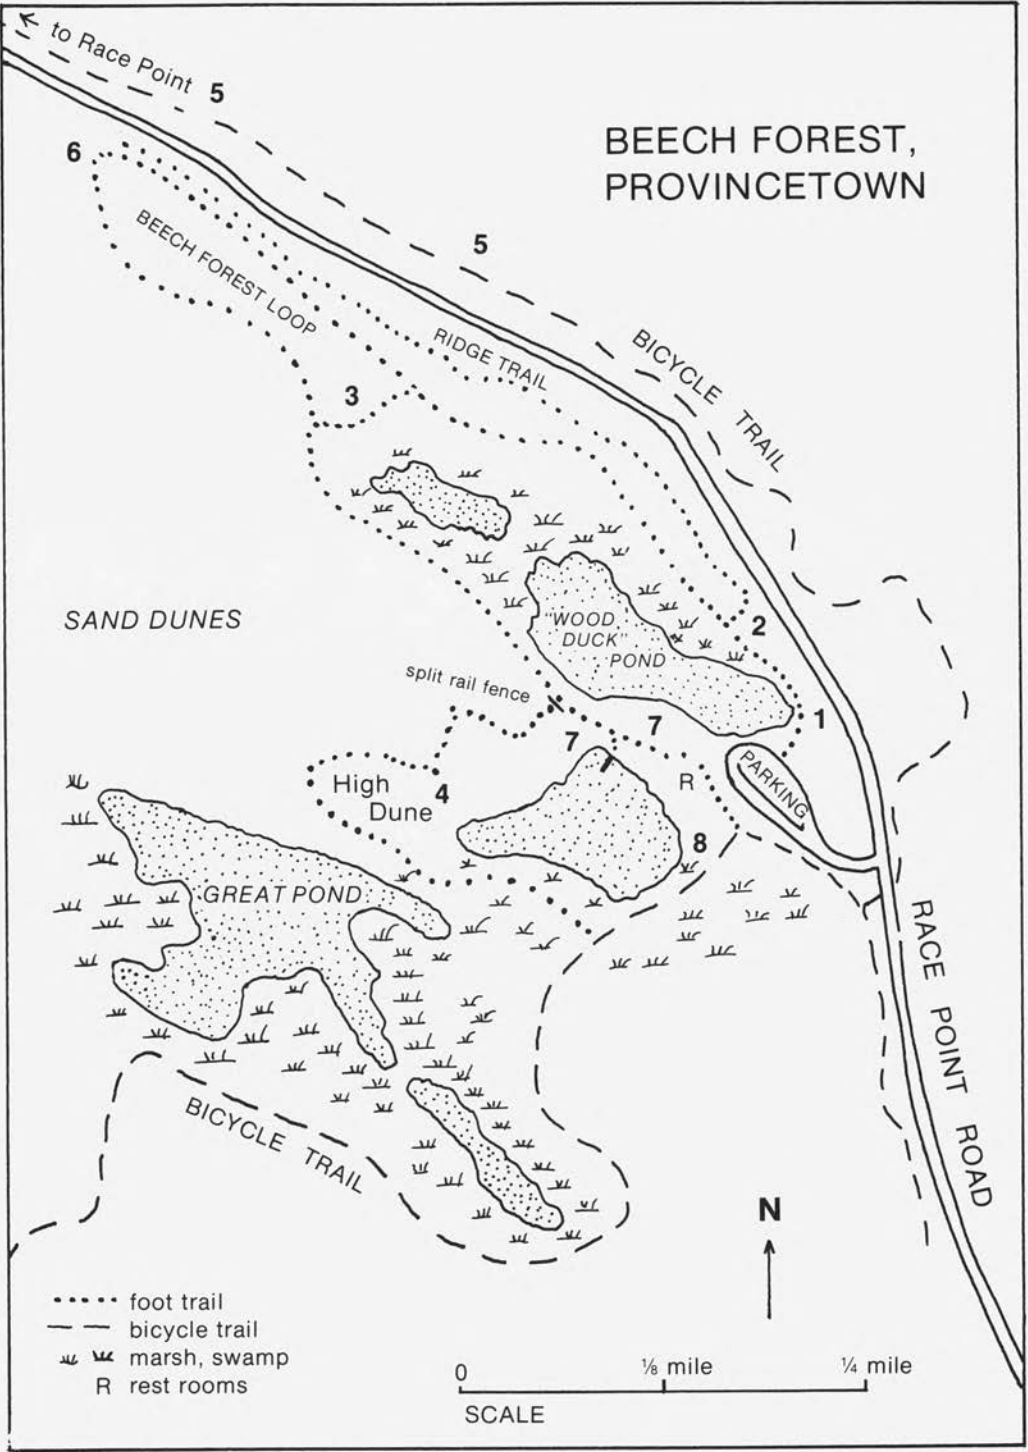 ← to Race Point
5
BEECH FOREST,
PROVINCETOWN
6
5
BEECH FOREST LOOP
RIDGE TRAIL
BICYCLE TRAIL
3
SAND DUNES
"WOOD
DUCK"
POND
2
split rail fence
7
1
7
PARKING
R
High
Dune
4
8
GREAT POND
RACE POINT ROAD
BICYCLE TRAIL
N
foot trail
bicycle trail
marsh, swamp
R rest rooms
0 ⅛ mile ¼ mile
SCALE